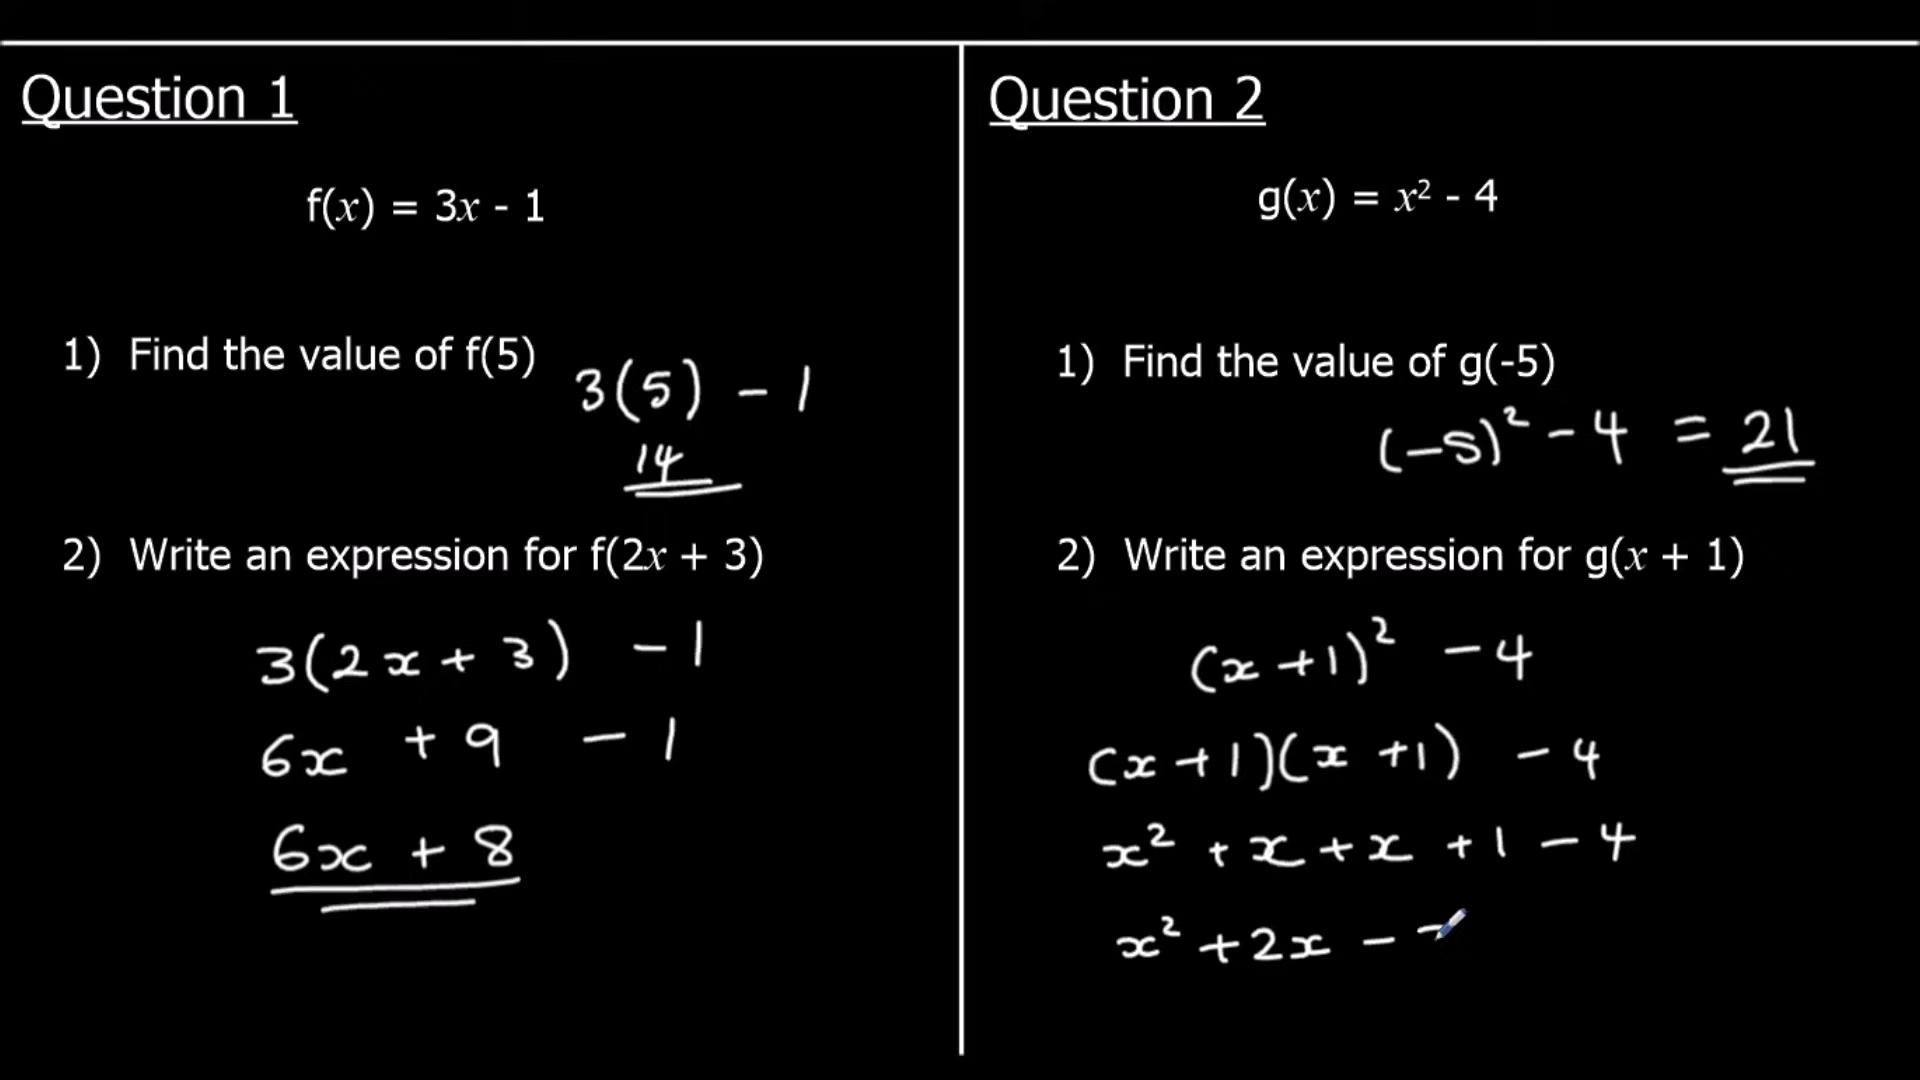 Question 1
f(x) = 3x - 1
1) Find the value of f(5)
3(5) - 1
14
2) Write an expression for f(2x + 3)
3(2x + 3) - 1
6x + 9 - 1
6x + 8
Question 2
g(x) = x² - 4
1) Find the value of g(-5)
(-5)² - 4 = 21
2) Write an expression for g(x + 1)
(x + 1)² - 4
(x + 1)(x + 1) - 4
x² + x + x + 1 - 4
x² + 2x -